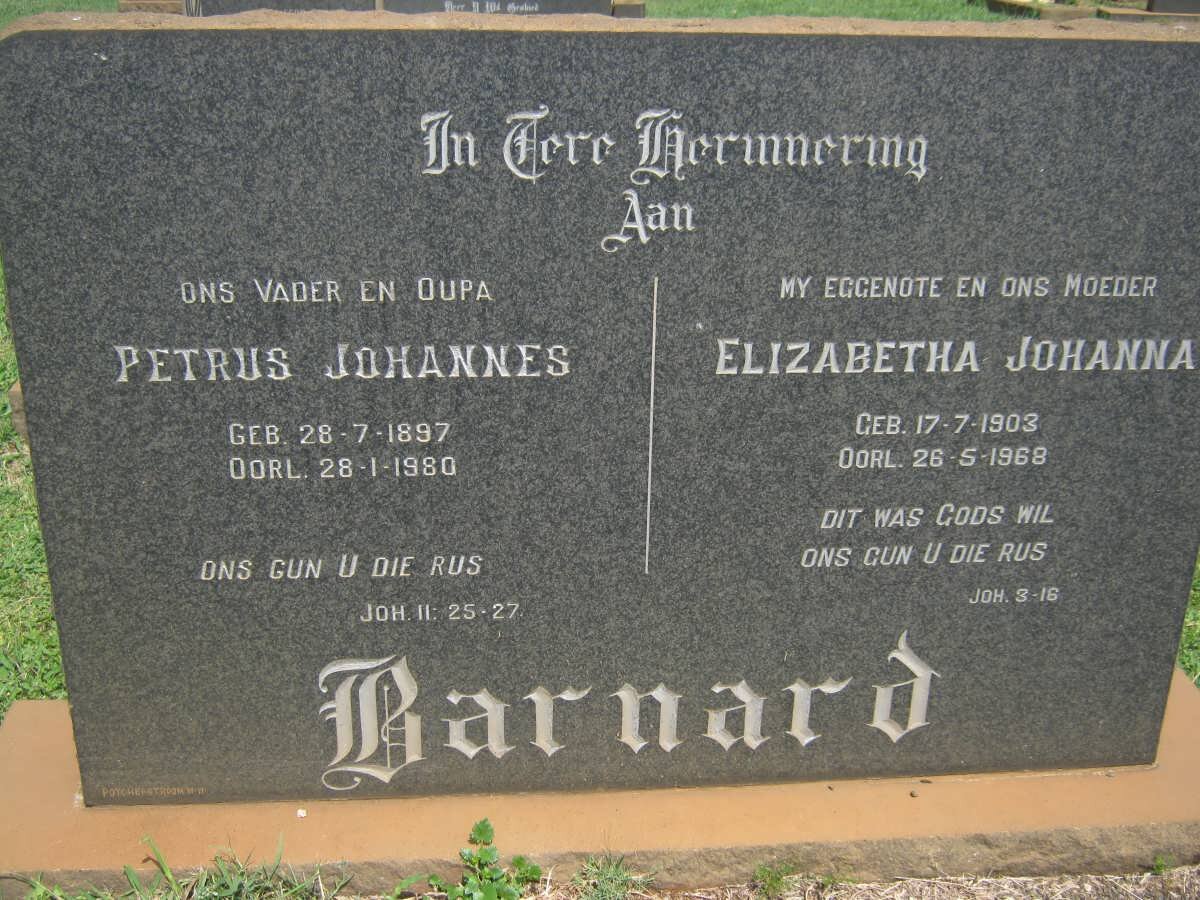 In Tere Herinnering
Aan
ONS VADER EN OUPA
PETRUS JOHANNES
GEB. 28-7-1897
OORL. 28-1-1980
ONS GUN U DIE RUS
JOH. 11: 25-27.
MY EGGENOTE EN ONS MOEDER
ELIZABETHA JOHANNA
GEB. 17-7-1903
OORL. 26-5-1968
DIT WAS GODS WIL
ONS GUN U DIE RUS
JOH. 3-16
Barnard
POTCHEFSTROOM